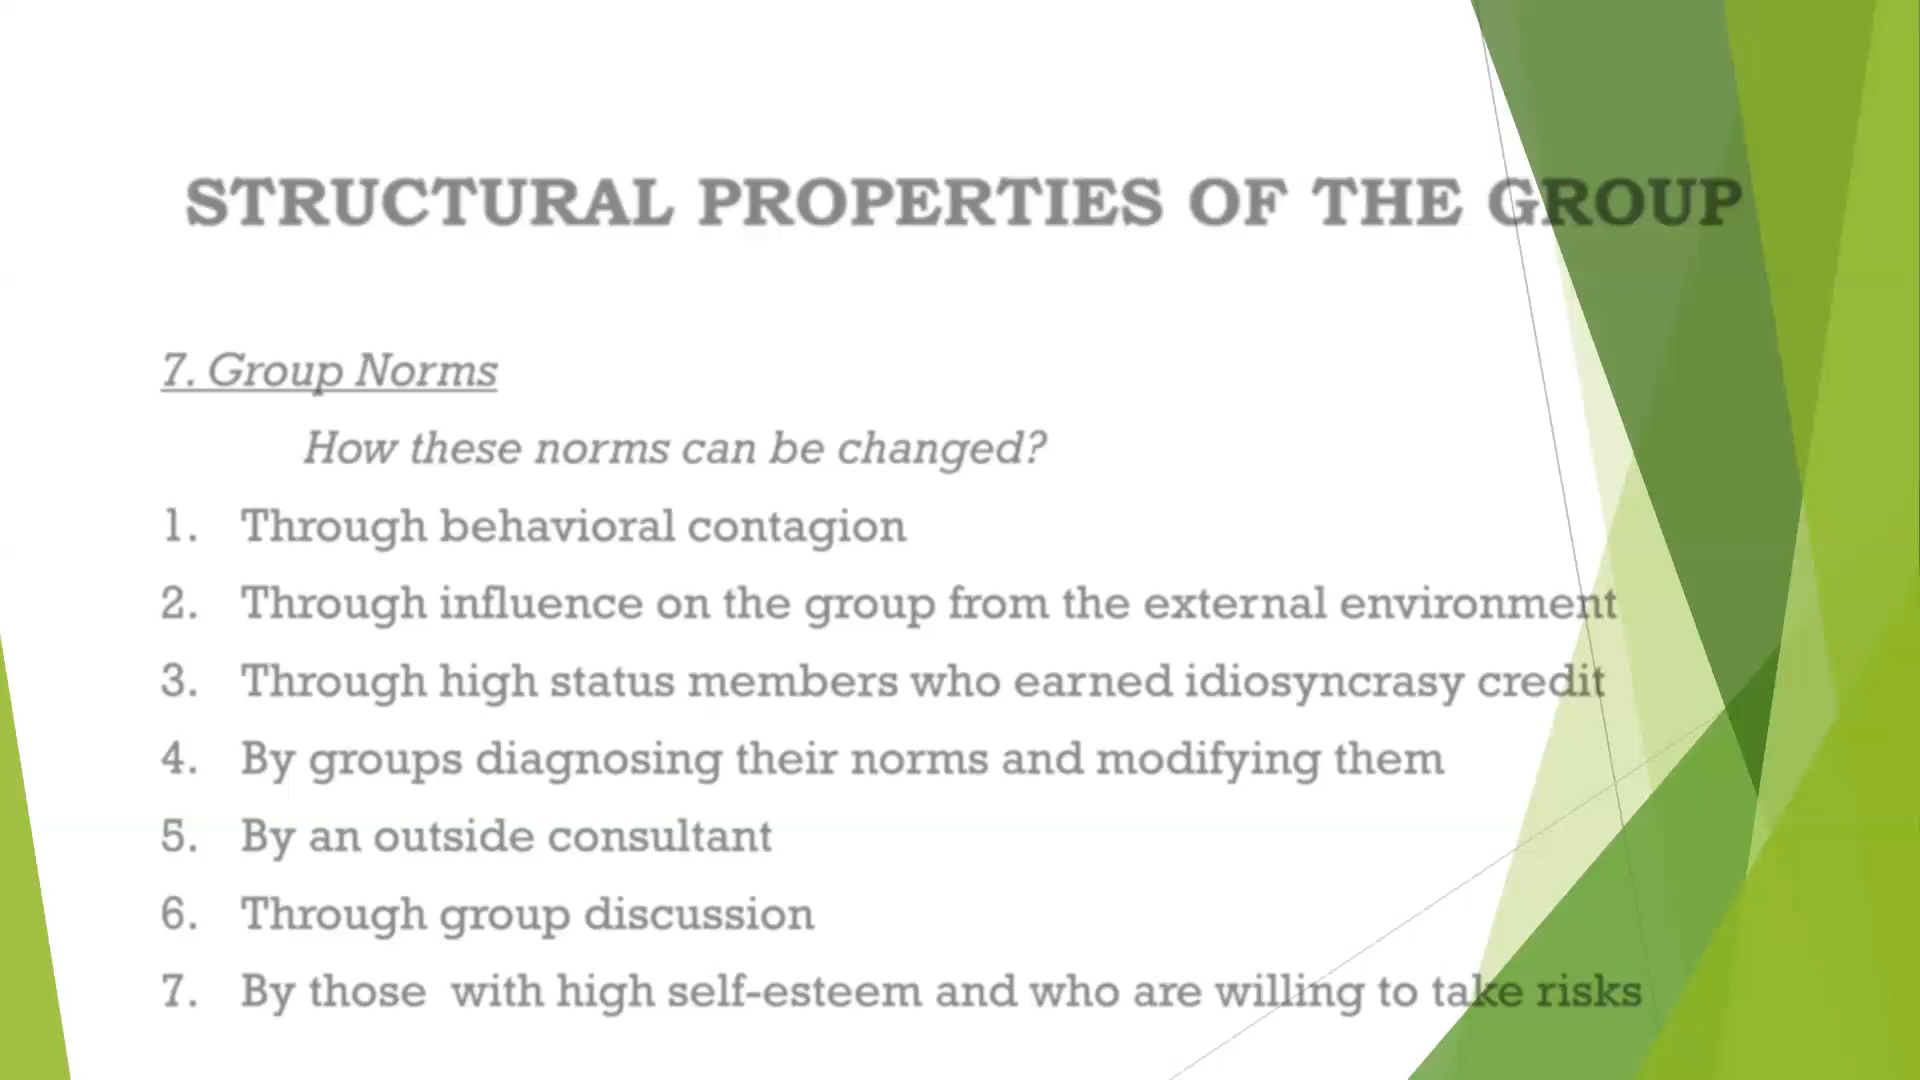 STRUCTURAL PROPERTIES OF THE GROUP
7. Group Norms
How these norms can be changed?
1. Through behavioral contagion
2. Through influence on the group from the external environment
3. Through high status members who earned idiosyncrasy credit
4. By groups diagnosing their norms and modifying them
5. By an outside consultant
6. Through group discussion
7. By those with high self-esteem and who are willing to take risks